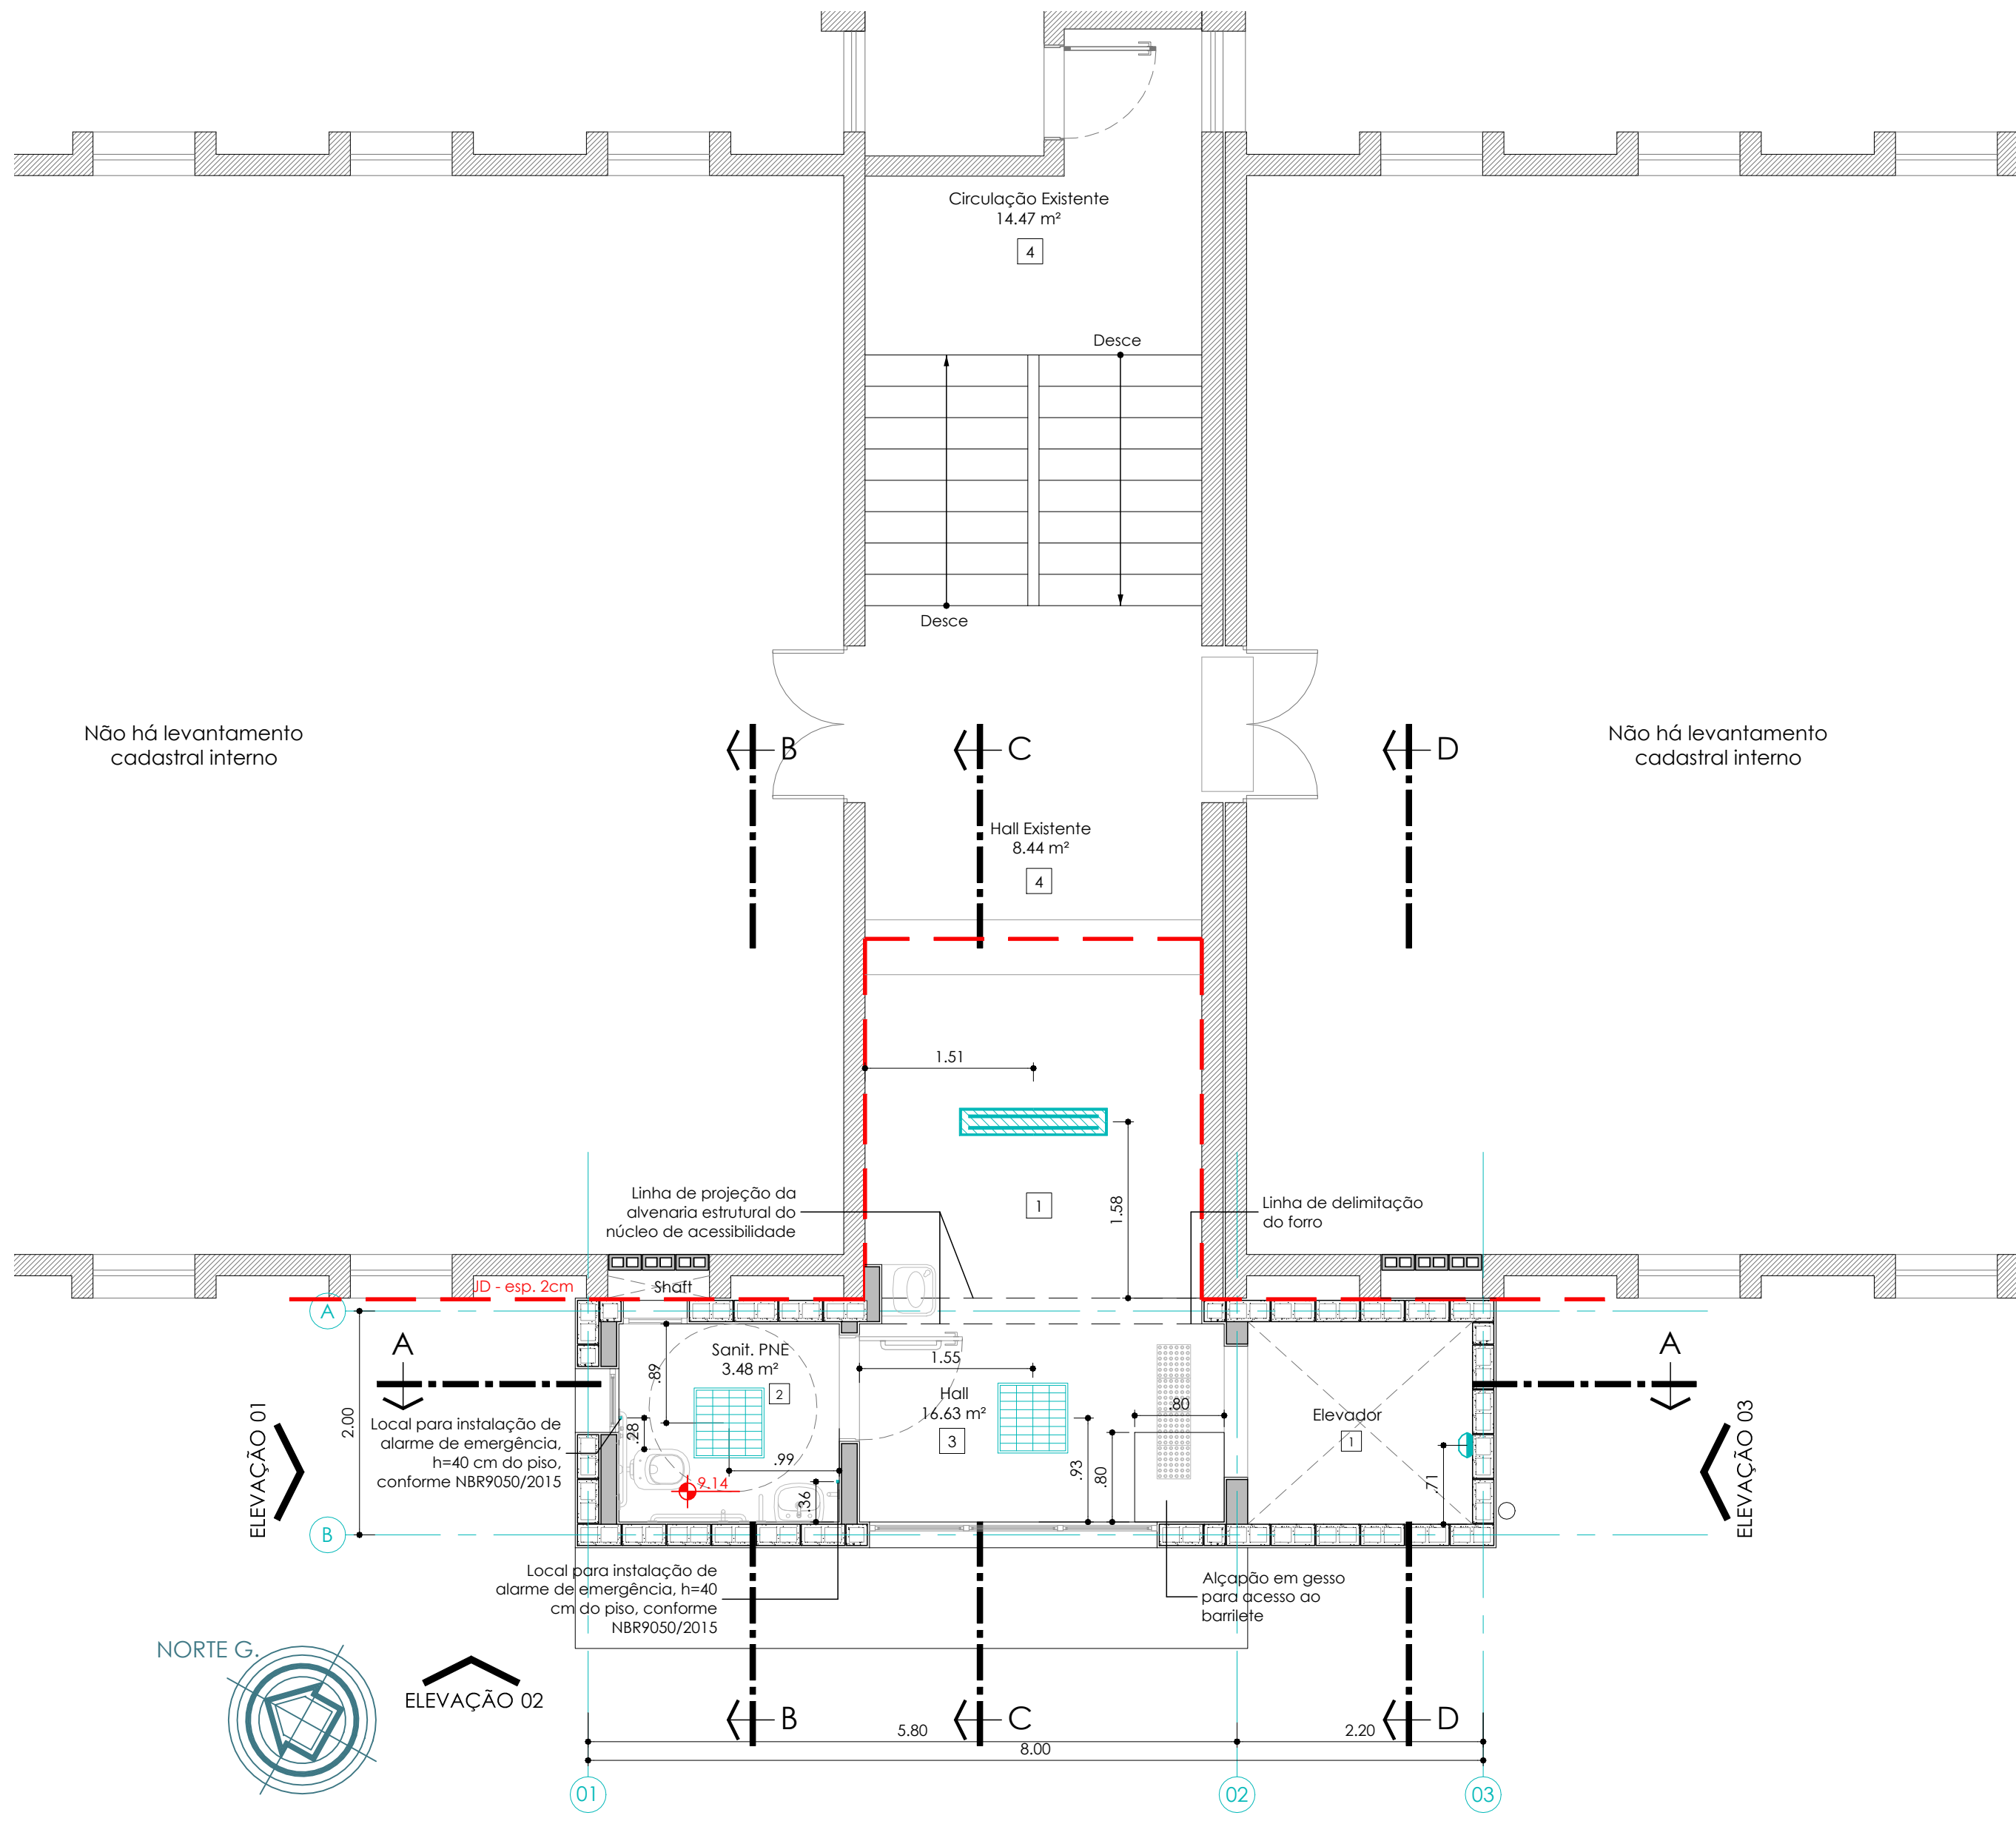 Circulação Existente
14.47 m²
4
Desce
Desce
Não há levantamento
cadastral interno
Não há levantamento
cadastral interno
B
C
D
Hall Existente
8.44 m²
4
1.51
1.58
1
Linha de projeção da
alvenaria estrutural do
núcleo de acessibilidade
Linha de delimitação
do forro
JD - esp. 2cm
Shaft
A
A
A
2.00
B
ELEVAÇÃO 01
Local para instalação de
alarme de emergência,
h=40 cm do piso,
conforme NBR9050/2015
Sanit. PNE
3.48 m²
2
.89
.28
.99
.36
9.14
1.55
Hall
16.63 m²
3
.93
.80
.80
Elevador
1
.71
ELEVAÇÃO 03
Local para instalação de
alarme de emergência, h=40
cm do piso, conforme
NBR9050/2015
Alçapão em gesso
para acesso ao
barrilete
NORTE G.
ELEVAÇÃO 02
B
C
D
5.80
2.20
8.00
01
02
03